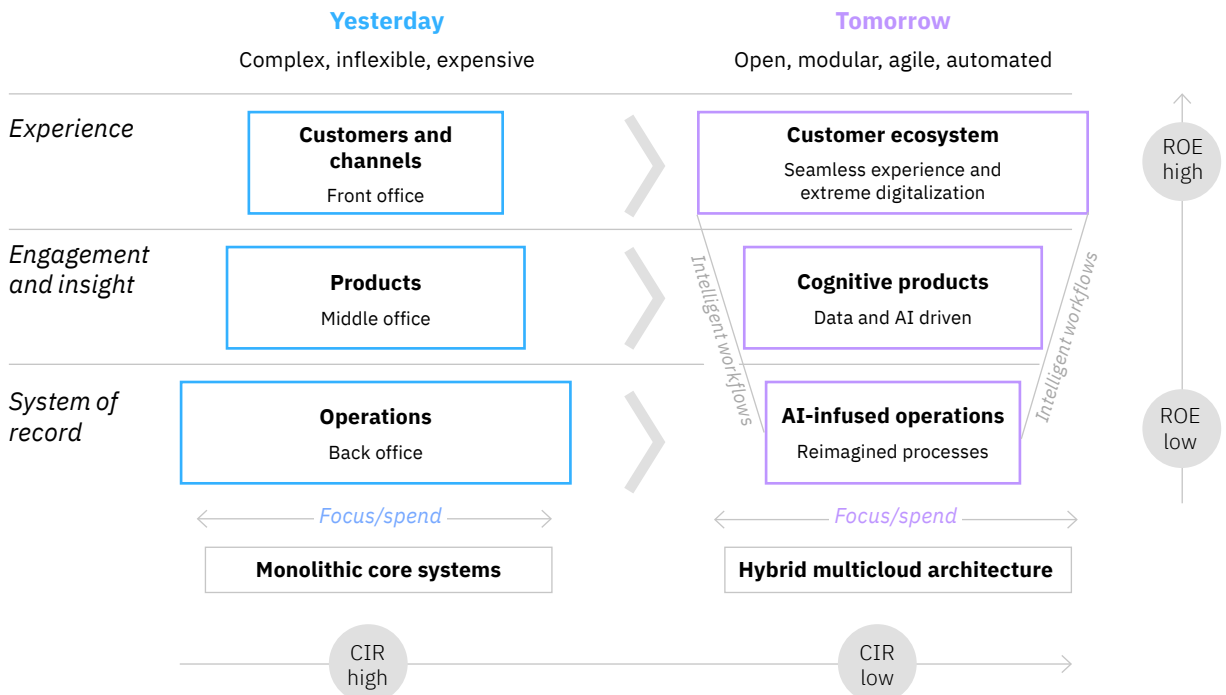 Yesterday
Tomorrow
Complex, inflexible, expensive
Open, modular, agile, automated
Experience
Customers and
channels
Front office
Customer ecosystem
Seamless experience and
extreme digitalization
ROE
high
Engagement
and insight
Products
Middle office
Intelligent workflows
Cognitive products
Data and AI driven
Intelligent workflows
System of
record
Operations
Back office
AI-infused operations
Reimagined processes
ROE
low
Focus/spend
Focus/spend
Monolithic core systems
Hybrid multicloud architecture
CIR
high
CIR
low